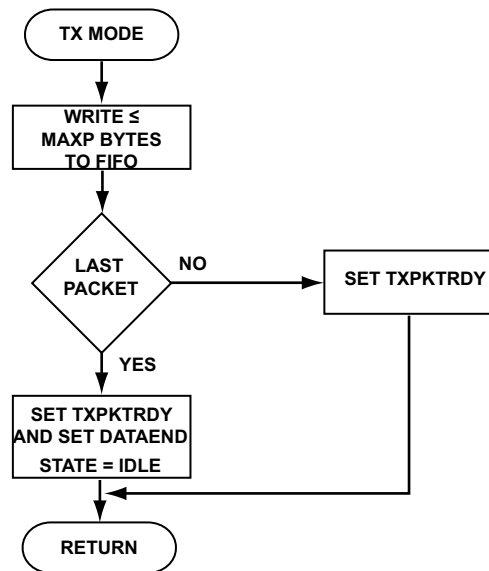 TX MODE
WRITE ≤
MAXP BYTES
TO FIFO
LAST
PACKET
NO
SET TXPKTRDY
YES
SET TXPKTRDY
AND SET DATAEND
STATE = IDLE
RETURN